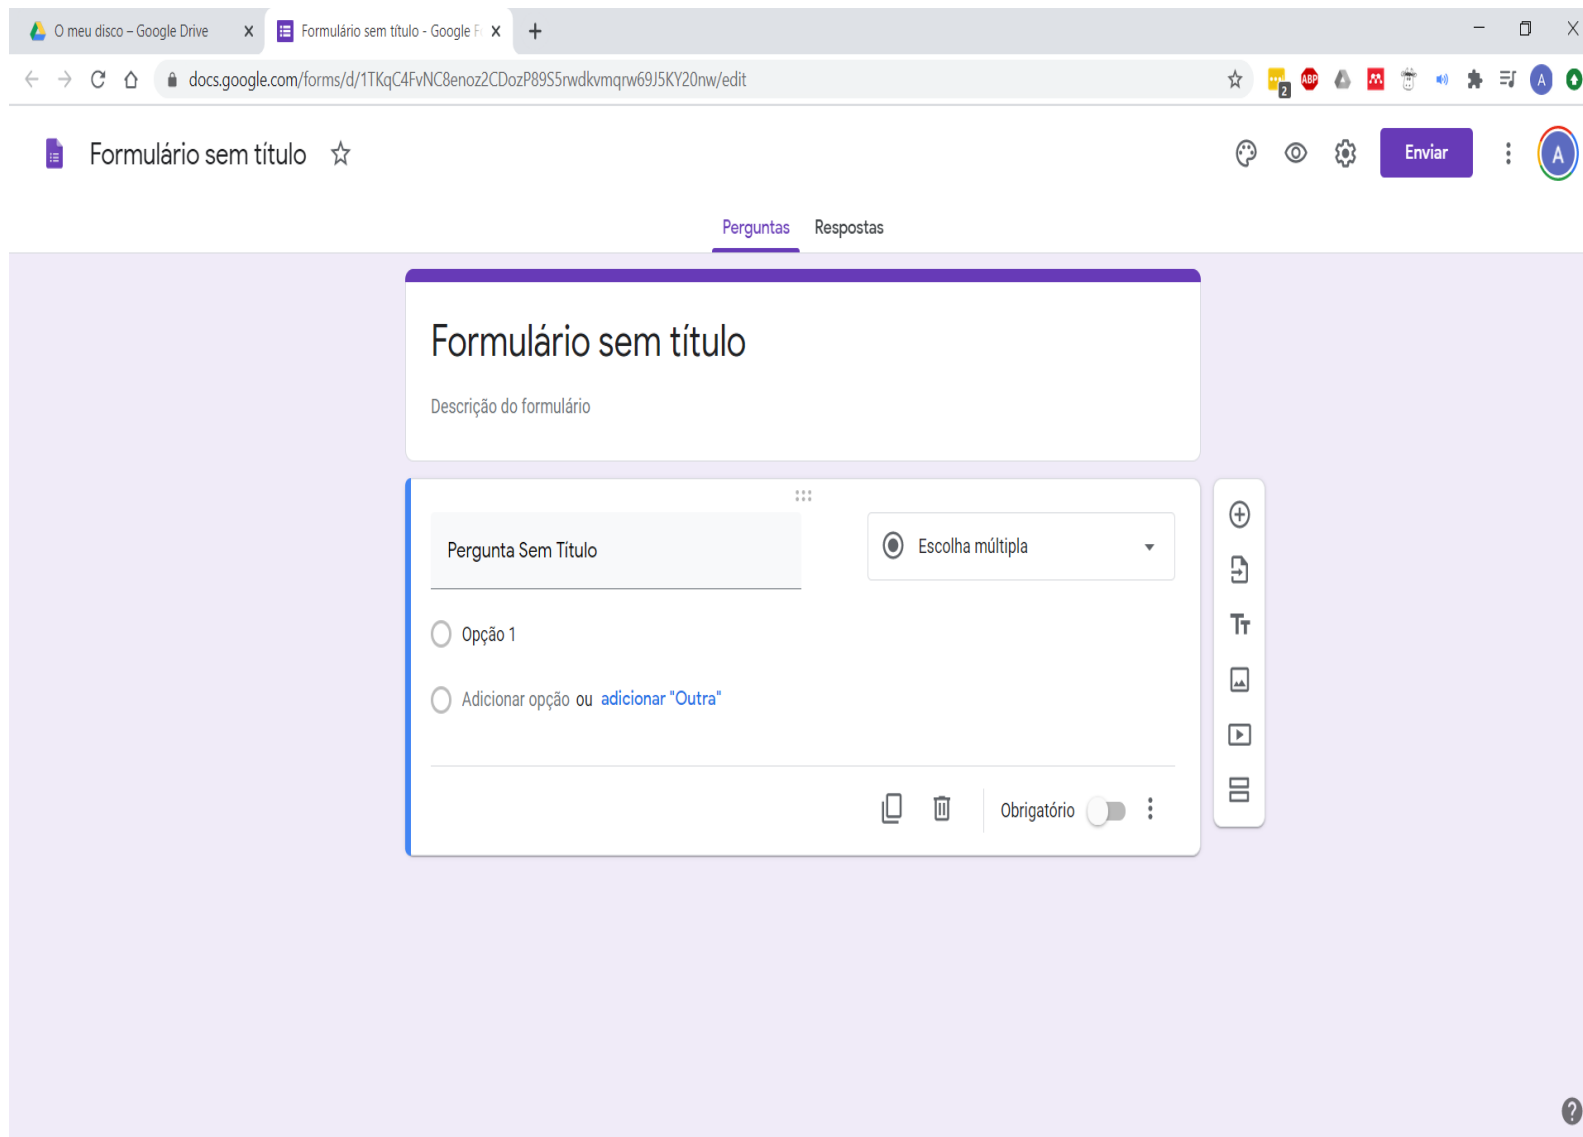 O meu disco – Google Drive
Formulário sem título - Google F
docs.google.com/forms/d/1TKqC4FvNC8enoz2CDozP89S5rwdkvmqrw69J5KY20nw/edit
2
ABP
A
Formulário sem título
Enviar
A
Perguntas Respostas
Formulário sem título
Descrição do formulário
Pergunta Sem Título
Escolha múltipla
Opção 1
Adicionar opção ou adicionar "Outra"
Obrigatório